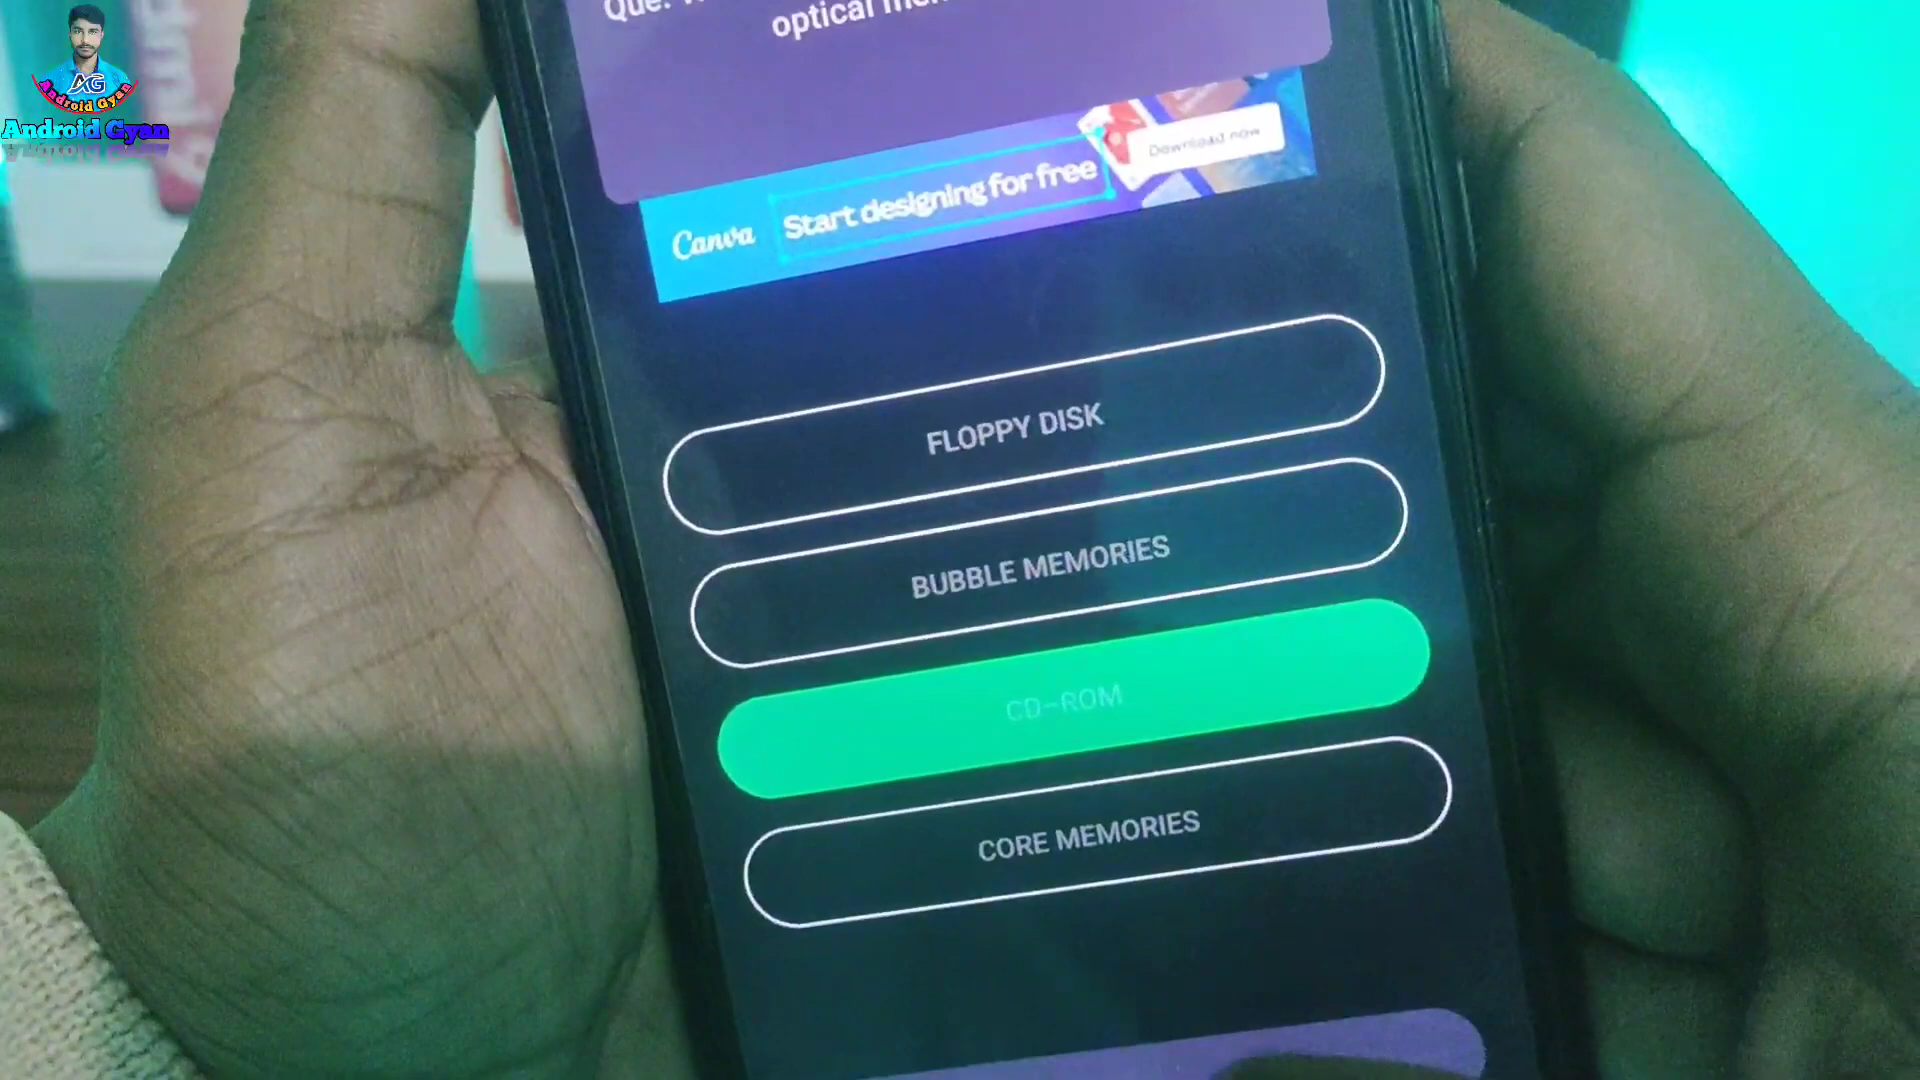 AG
Android Gyan
Android Gyan
Que:
optical
Canva
Start designing for free
Download now
FLOPPY DISK
BUBBLE MEMORIES
CD-ROM
CORE MEMORIES